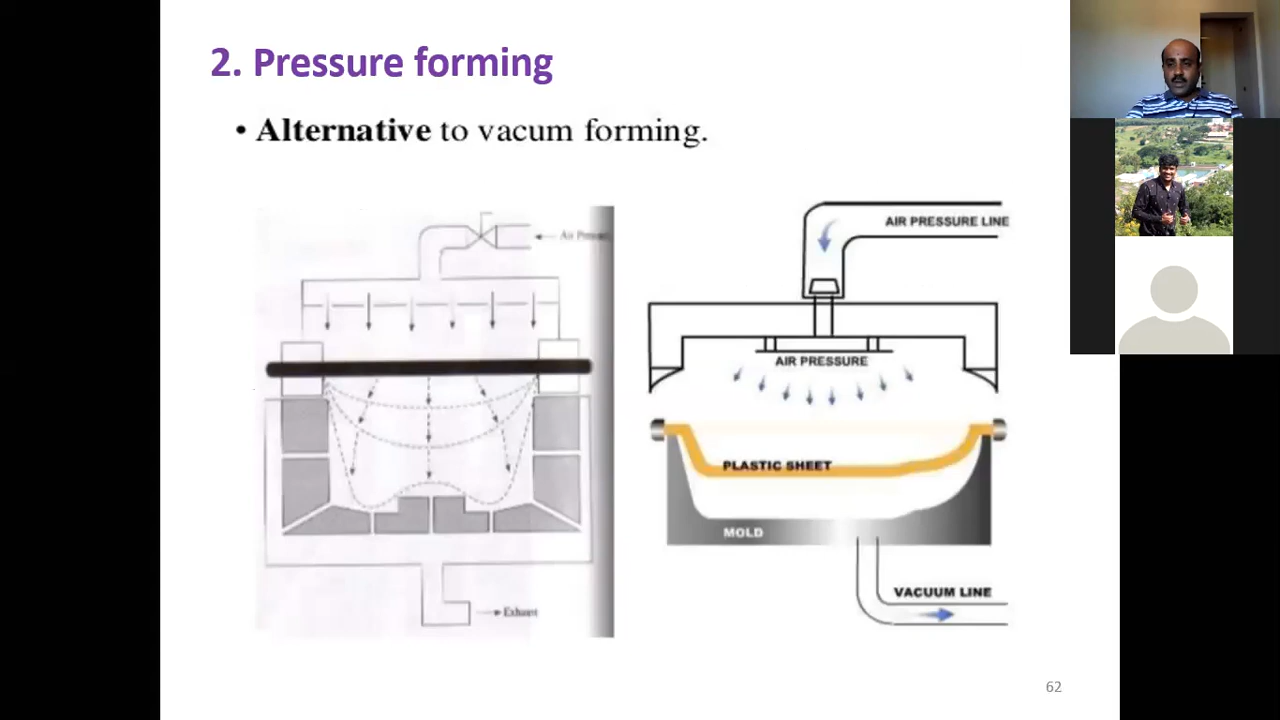 2. Pressure forming
• Alternative to vacum forming.
Air Pressure
Exhaust
AIR PRESSURE LINE
AIR PRESSURE
PLASTIC SHEET
MOLD
VACUUM LINE
62